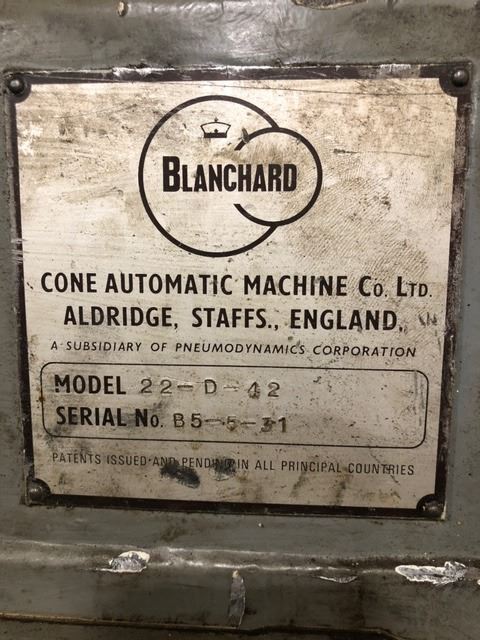 BLANCHARD
CONE AUTOMATIC MACHINE Co. LTD.
ALDRIDGE, STAFFS., ENGLAND.
A SUBSIDIARY OF PNEUMODYNAMICS CORPORATION
MODEL 22-D-42
SERIAL No. B5-5-31
PATENTS ISSUED AND PENDING IN ALL PRINCIPAL COUNTRIES